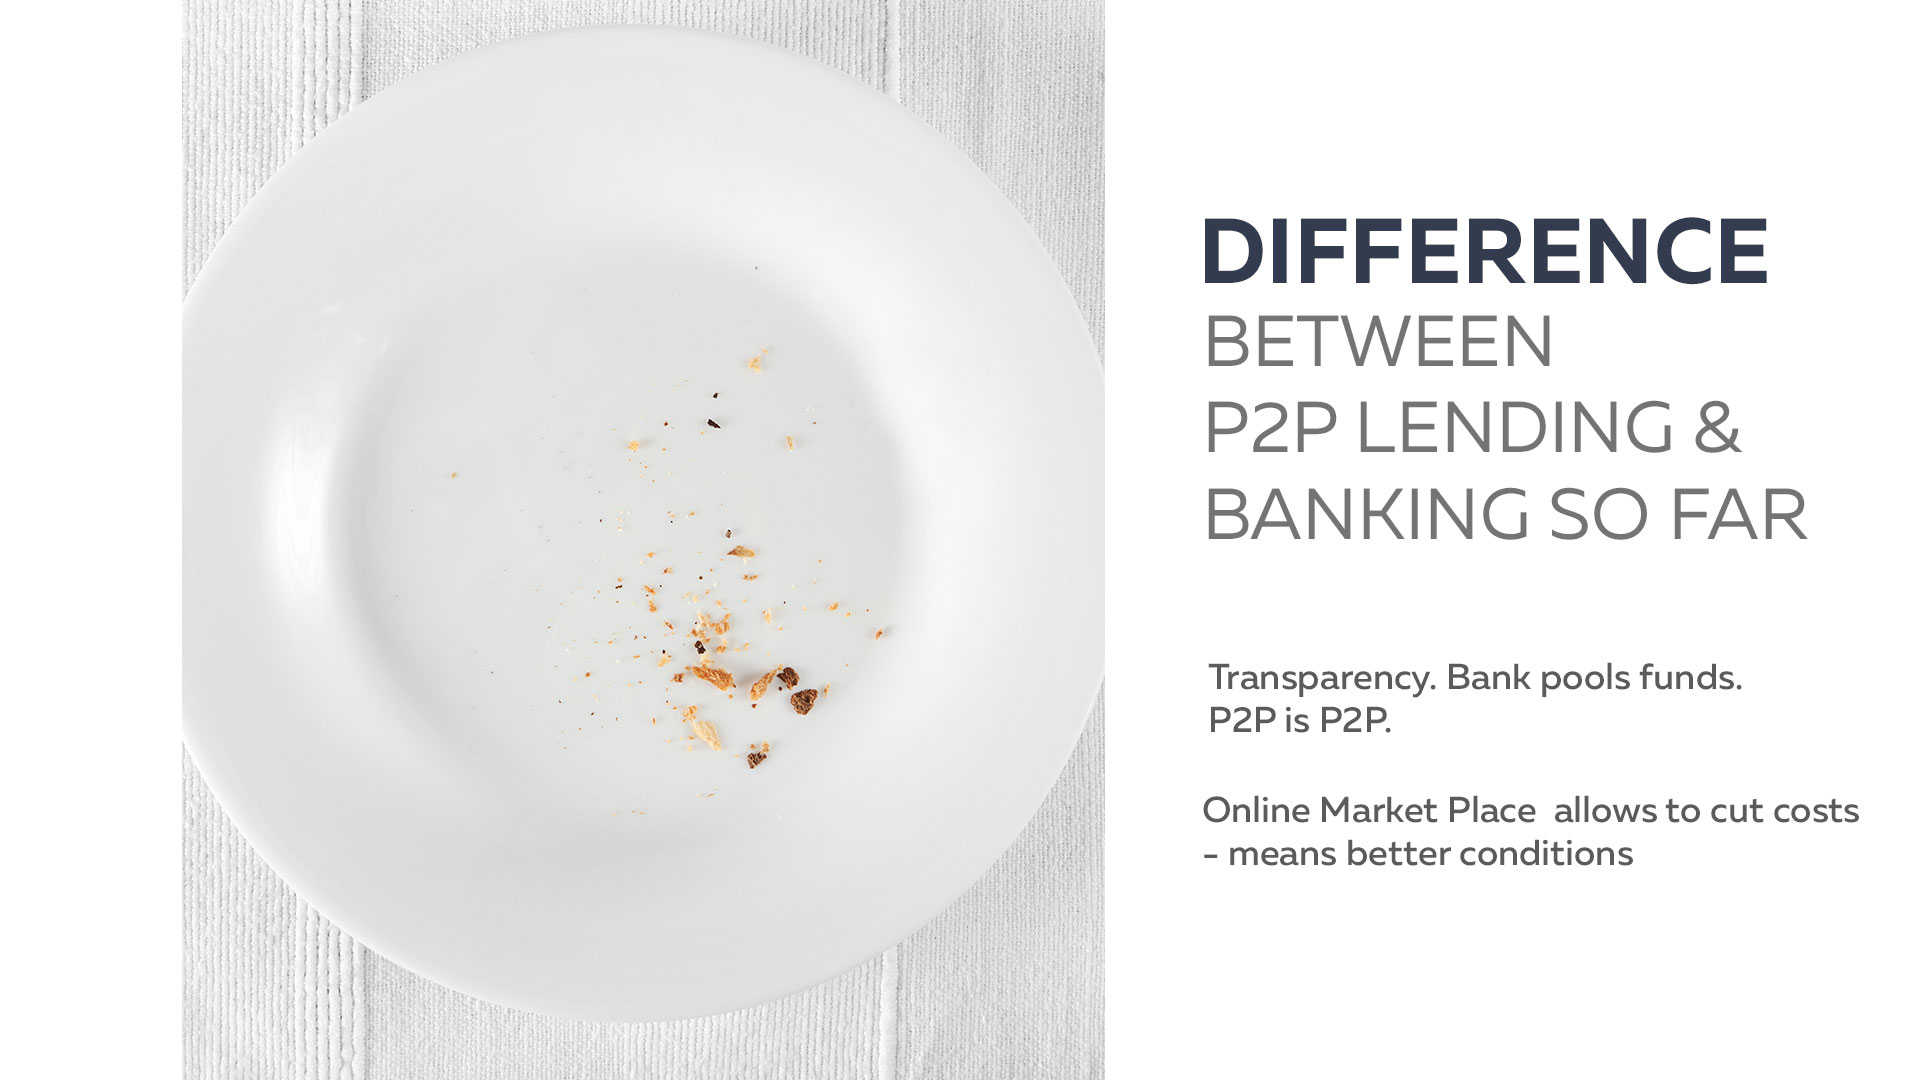 DIFFERENCE
BETWEEN
P2P LENDING &
BANKING SO FAR
Transparency. Bank pools funds.
P2P is P2P.
Online Market Place  allows to cut costs
- means better conditions